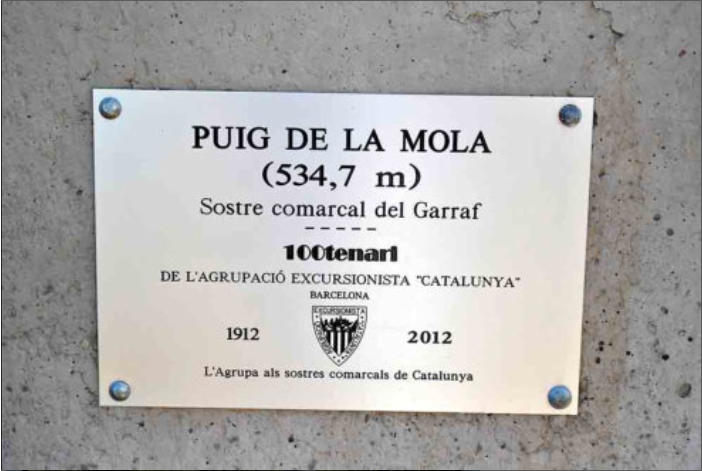 PUIG DE LA MOLA
(534,7 m)
Sostre comarcal del Garraf
-----
100tenari
DE L'AGRUPACIÓ EXCURSIONISTA "CATALUNYA"
BARCELONA
EXCURSIONISTA
1912 2012
L'Agrupa als sostres comarcals de Catalunya